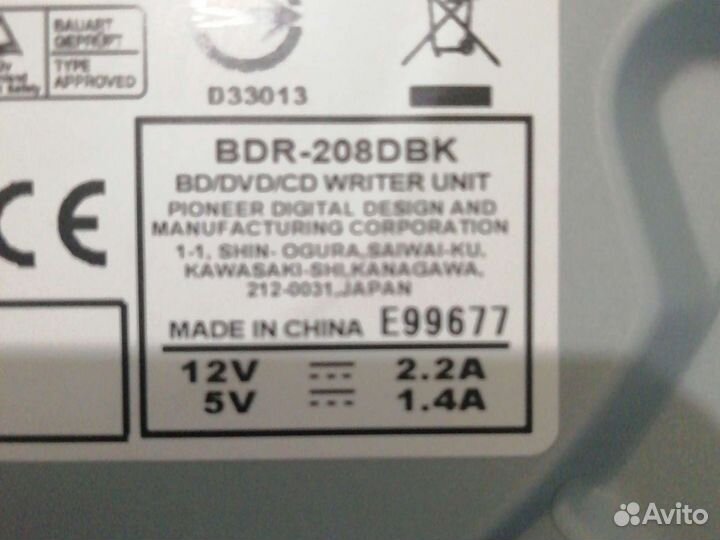 BAUART
GEPRÜFT
TYPE
APPROVED
D33013
CE
BDR-208DBK
BD/DVD/CD WRITER UNIT
PIONEER DIGITAL DESIGN AND
MANUFACTURING CORPORATION
1-1, SHIN- OGURA,SAIWAI-KU,
KAWASAKI-SHI,KANAGAWA,
212-0031,JAPAN
MADE IN CHINA E99677
12V 2.2A
5V 1.4A
Avito